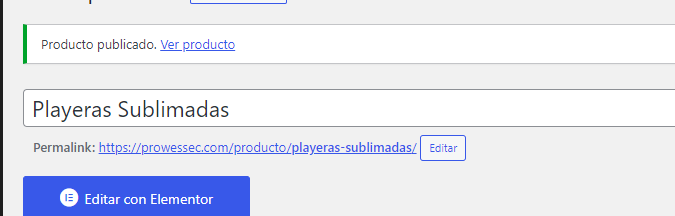 Producto publicado. Ver producto
Playeras Sublimadas
Permalink: https://prowessec.com/producto/playeras-sublimadas/ Editar
Editar con Elementor